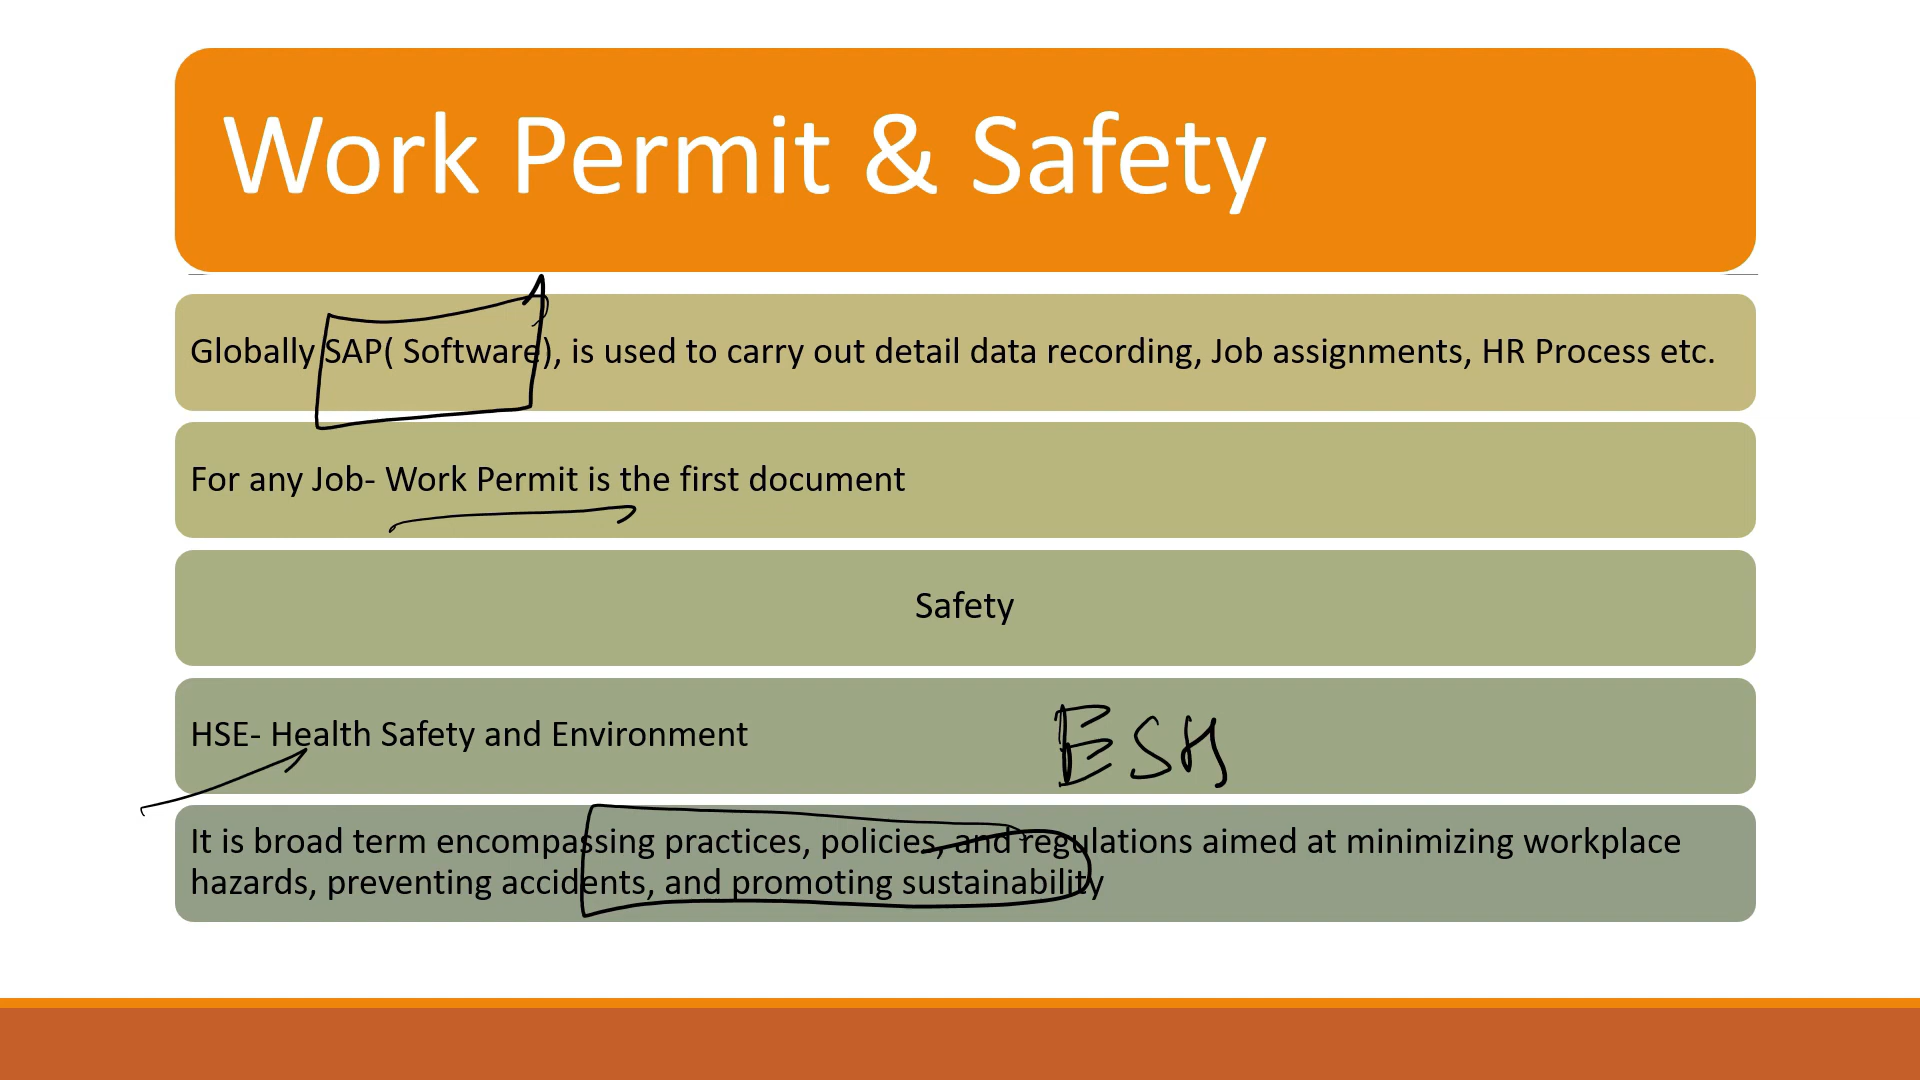 Work Permit & Safety
Globally SAP( Software), is used to carry out detail data recording, Job assignments, HR Process etc.
For any Job- Work Permit is the first document
Safety
HSE- Health Safety and Environment
ESH
It is broad term encompassing practices, policies, and regulations aimed at minimizing workplace
hazards, preventing accidents, and promoting sustainability